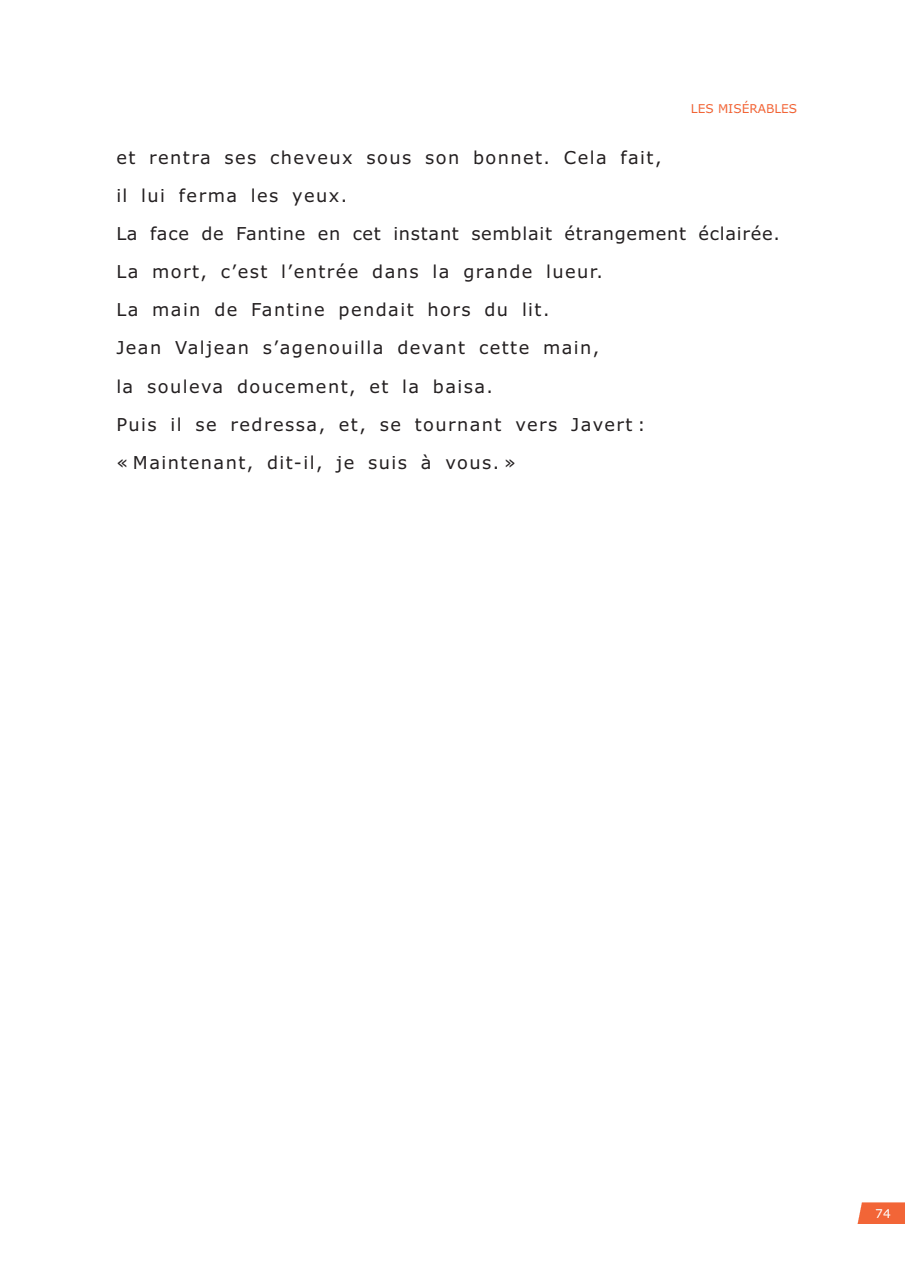 LES MISÉRABLES
et rentra ses cheveux sous son bonnet. Cela fait,
il lui ferma les yeux.
La face de Fantine en cet instant semblait étrangement éclairée.
La mort, c’est l’entrée dans la grande lueur.
La main de Fantine pendait hors du lit.
Jean Valjean s’agenouilla devant cette main,
la souleva doucement, et la baisa.
Puis il se redressa, et, se tournant vers Javert :
« Maintenant, dit-il, je suis à vous. »
74